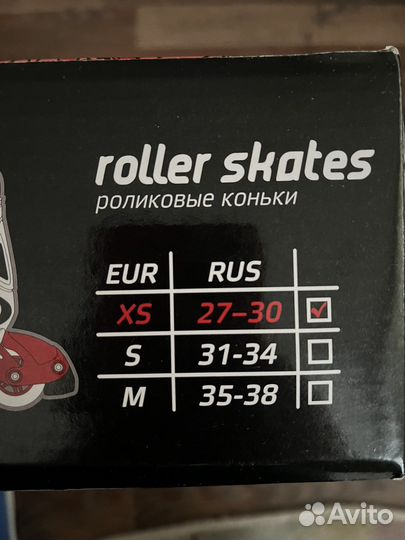 roller skates
роликовые коньки
EUR RUS
XS 27–30
S 31-34
M 35-38
Avito